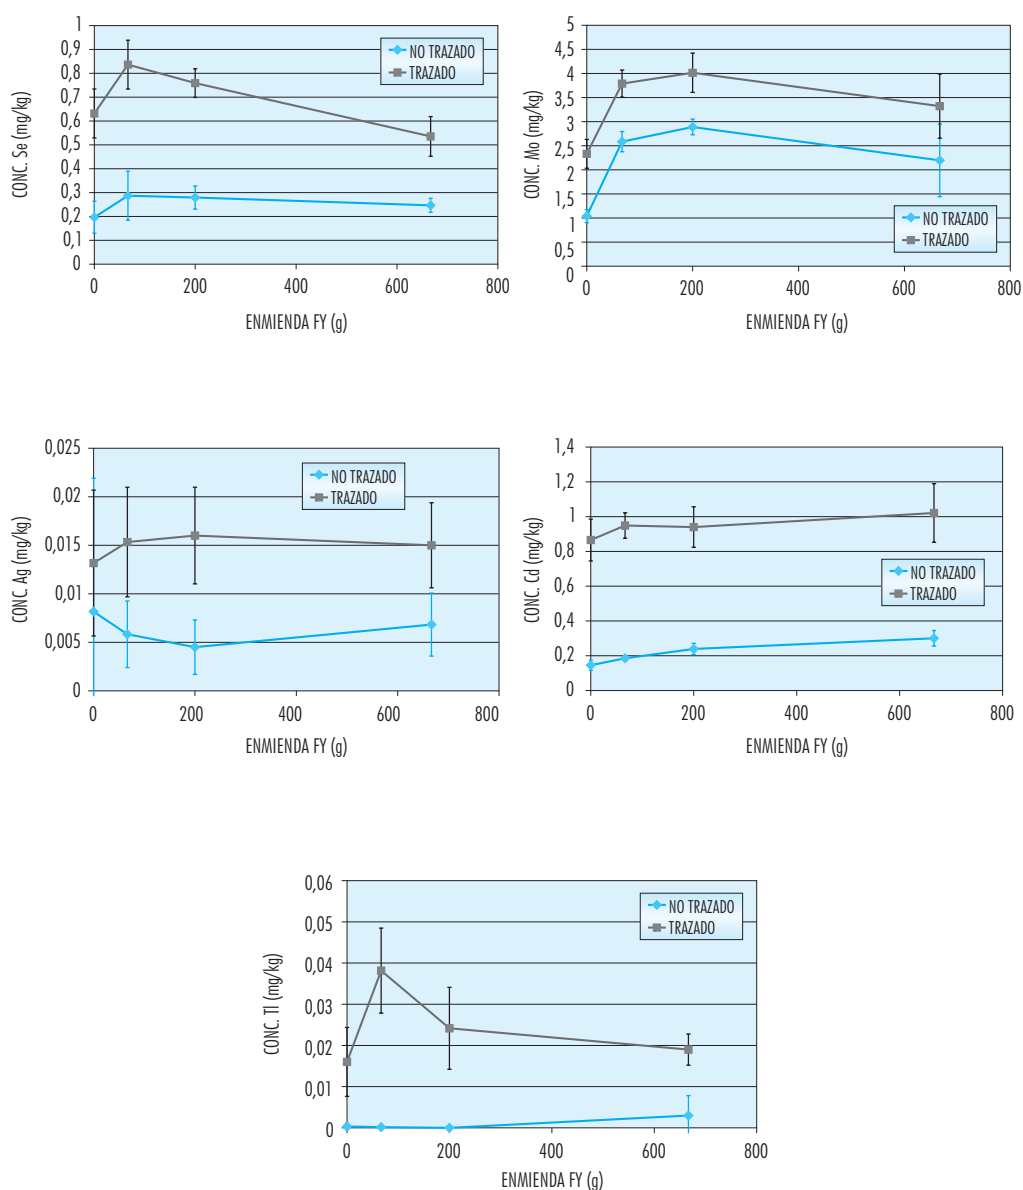 CONC. Se (mg/kg)
1
0,9
0,8
0,7
0,6
0,5
0,4
0,3
0,2
0,1
0
0 200 400 600 800
ENMIENDA FY (g)
NO TRAZADO
TRAZADO
CONC. Mo (mg/kg)
5
4,5
4
3,5
3
2,5
2
1,5
1
0,5
0
0 200 400 600 800
ENMIENDA FY (g)
NO TRAZADO
TRAZADO
CONC. Ag (mg/kg)
0,025
0,02
0,015
0,01
0,005
0
0 200 400 600 800
ENMIENDA FY (g)
NO TRAZADO
TRAZADO
CONC. Cd (mg/kg)
1,4
1,2
1
0,8
0,6
0,4
0,2
0
0 200 400 600 800
ENMIENDA FY (g)
NO TRAZADO
TRAZADO
CONC. Tl (mg/kg)
0,06
0,05
0,04
0,03
0,02
0,01
0
0 200 400 600 800
ENMIENDA FY (g)
NO TRAZADO
TRAZADO